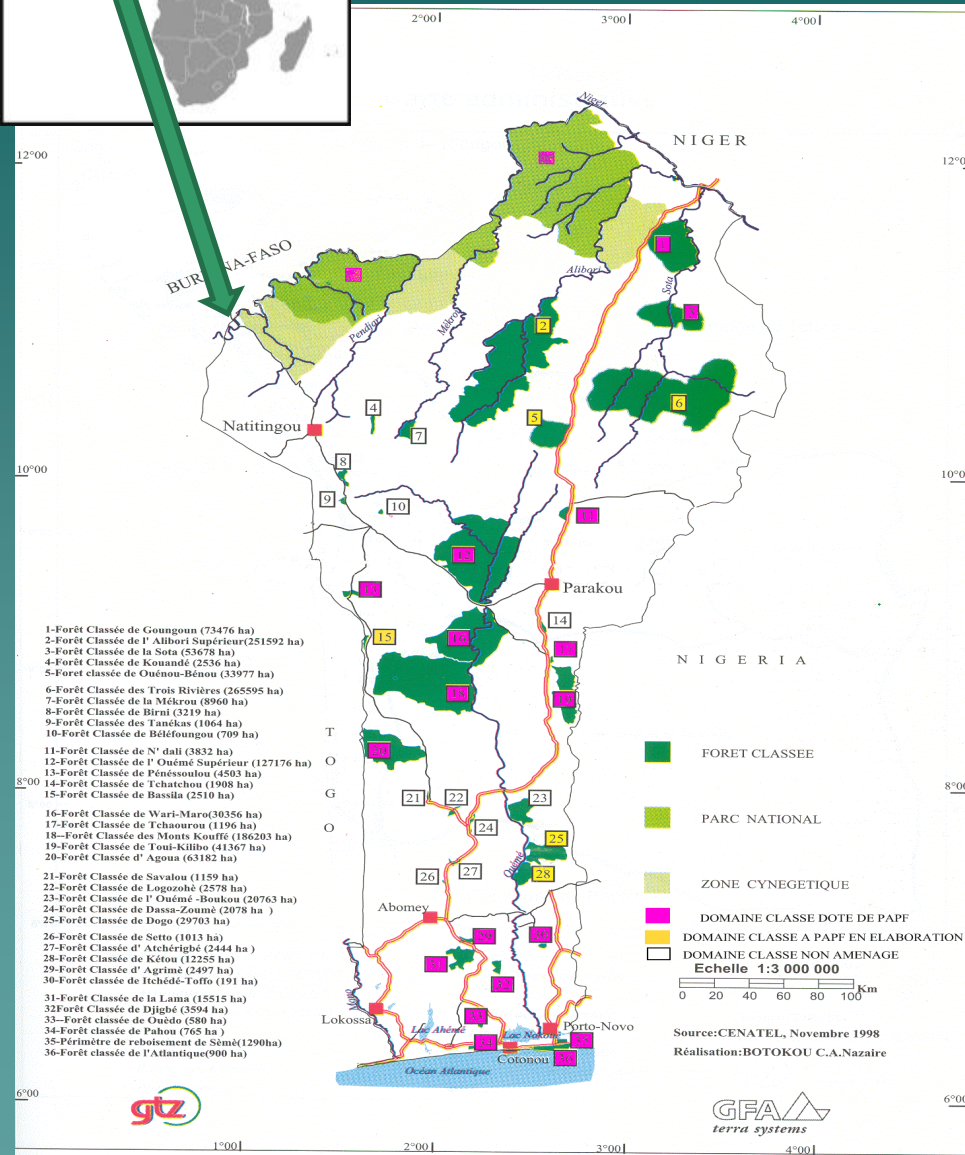 2°00 3°00 4°00
Niger
NIGER
12°00
BUR NA-FASO
1
Alibori
Sota
3
Pendjari
Mékrou
2
6
4
5
7
Natitingou
8
10°00
9
10
11
12
Parakou
13
14
15
16
17
18
19
20
1-Forêt Classée de Goungoun (73476 ha)
2-Forêt Classée de l' Alibori Supérieur(251592 ha)
3-Forêt Classée de la Sota (53678 ha)
4-Forêt Classée de Kouandé (2536 ha)
5-Foret classée de Ouénou-Bénou (33977 ha)
6-Forêt Classée des Trois Rivières (265595 ha)
7-Forêt Classée de la Mékrou (8960 ha)
8-Forêt Classée de Birni (3219 ha)
9-Forêt Classée des Tanékas (1064 ha)
10-Forêt Classée de Béléfoungou (709 ha)
11-Forêt Classée de N' dali (3832 ha)
12-Forêt Classée de l' Ouémé Supérieur (127176 ha)
13-Forêt Classée de Pénéssoulou (4503 ha)
14-Forêt Classée de Tchatchou (1908 ha)
15-Forêt Classée de Bassila (2510 ha)
16-Forêt Classée de Wari-Maro(30356 ha)
17-Forêt Classée de Tchaourou (1196 ha)
18--Forêt Classée des Monts Kouffé (186203 ha)
19-Forêt Classée de Toui-Kilibo (41367 ha)
20-Forêt Classée d' Agoua (63182 ha)
21-Forêt Classée de Savalou (1159 ha)
22-Forêt Classée de Logozohè (2578 ha)
23-Forêt Classée de l' Ouémé -Boukou (20763 ha)
24-Forêt Classée de Dassa-Zoumè (2078 ha )
25-Forêt Classée de Dogo (29703 ha)
26-Forêt Classée de Setto (1013 ha)
27-Forêt Classée d' Atchérigbé (2444 ha )
28-Forêt Classée de Kétou (12255 ha)
29-Forêt Classée d' Agrimè (2497 ha)
30-Forêt classée de Itchédé-Toffo (191 ha)
31-Forêt Classée de la Lama (15515 ha)
32Forêt Classée de Djigbé (3594 ha)
33--Forêt Classée de Ouèdo (580 ha)
34-Forêt Classée de Pahou (765 ha )
35-Périmètre de reboisement de Sèmè(1290ha)
36-Forêt classée de l'Atlantique(900 ha)
TOGO
NIGERIA
8°00
21
22
23
24
25
26
27
28
Ouémé
Abomey
29
31
32
33
34
Mono
Lokossa
Lac Ahémé
Lac Nokoué
Porto-Novo
Cotonou
Océan Atlantique
FORET CLASSEE
PARC NATIONAL
ZONE CYNEGETIQUE
DOMAINE CLASSE DOTE DE PAPF
DOMAINE CLASSE A PAPF EN ELABORATION
DOMAINE CLASSE NON AMENAGE
Echelle 1:3 000 000
0 20 40 60 80 100 Km
Source:CENATEL, Novembre 1998
Réalisation:BOTOKOU C.A.Nazaire
6°00
gtz
GFA
terra systems
1°00 2°00 3°00 4°00